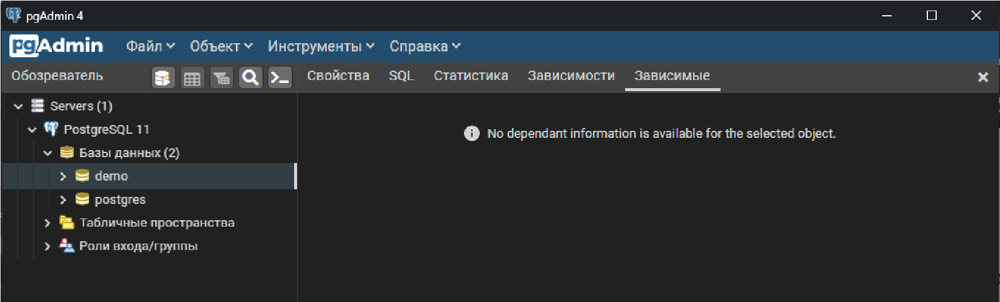 pgAdmin 4
pgAdmin Файл Объект Инструменты Справка
Обозреватель Свойства SQL Статистика Зависимости Зависимые
Servers (1)
PostgreSQL 11
No dependant information is available for the selected object.
Базы данных (2)
demo
postgres
Табличные пространства
Роли входа/группы